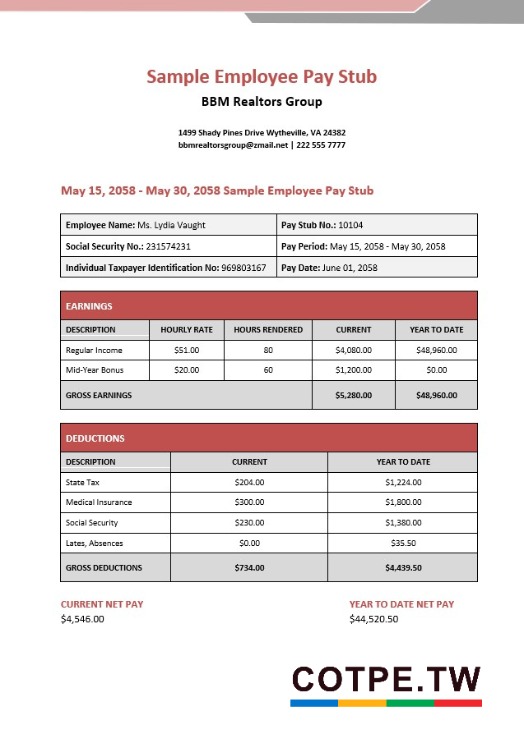 Sample Employee Pay Stub
BBM Realtors Group
1499 Shady Pines Drive Wytheville, VA 24382
bbmrealtorsgroup@zmail.net | 222 555 7777
May 15, 2058 - May 30, 2058 Sample Employee Pay Stub
Employee Name: Ms. Lydia Vaught Pay Stub No.: 10104
Social Security No.: 231574231 Pay Period: May 15, 2058 - May 30, 2058
Individual Taxpayer Identification No: 969803167 Pay Date: June 01, 2058
EARNINGS
DESCRIPTION HOURLY RATE HOURS RENDERED CURRENT YEAR TO DATE
Regular Income $51.00 80 $4,080.00 $48,960.00
Mid-Year Bonus $20.00 60 $1,200.00 $0.00
GROSS EARNINGS $5,280.00 $48,960.00
DEDUCTIONS
DESCRIPTION CURRENT YEAR TO DATE
State Tax $204.00 $1,224.00
Medical Insurance $300.00 $1,800.00
Social Security $230.00 $1,380.00
Lates, Absences $0.00 $35.50
GROSS DEDUCTIONS $734.00 $4,439.50
CURRENT NET PAY YEAR TO DATE NET PAY
$4,546.00 $44,520.50
COTPE.TW